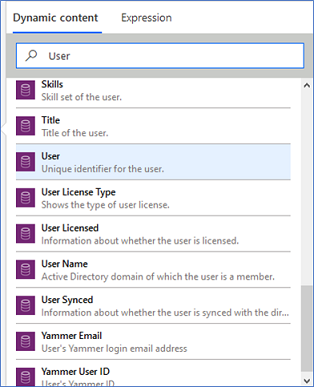 Dynamic content
Expression
User
Skills
Skill set of the user.
Title
Title of the user.
User
Unique identifier for the user.
User License Type
Shows the type of user license.
User Licensed
Information about whether the user is licensed.
User Name
Active Directory domain of which the user is a member.
User Synced
Information about whether the user is synced with the dir...
Yammer Email
User's Yammer login email address
Yammer User ID
User's Yammer ID